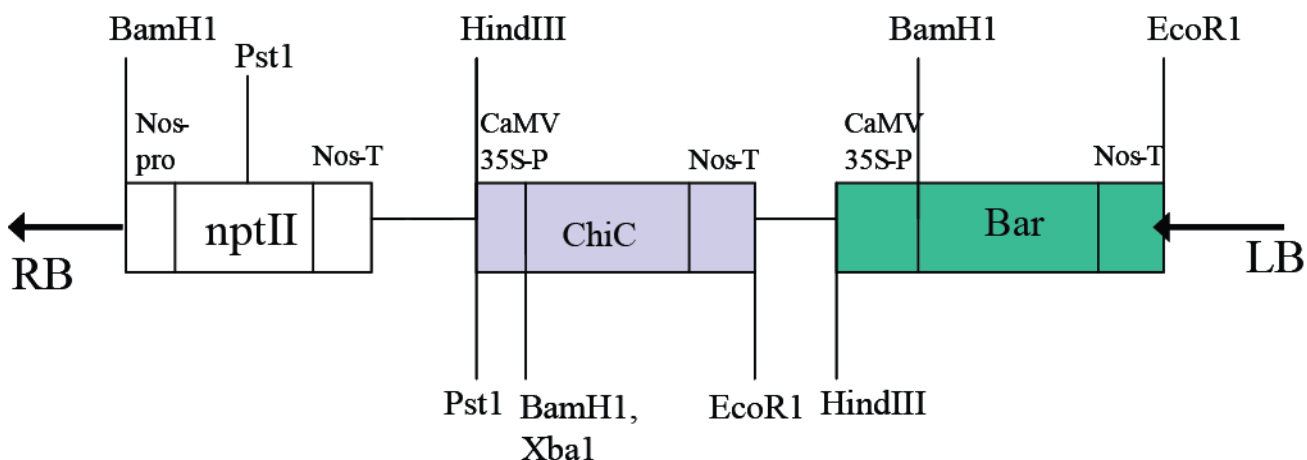 BamH1
Pst1
HindIII
BamH1
EcoR1
Nos-
pro
Nos-T
CaMV
35S-P
Nos-T
CaMV
35S-P
Nos-T
nptII
ChiC
Bar
RB
LB
Pst1
BamH1,
Xba1
EcoR1
HindIII